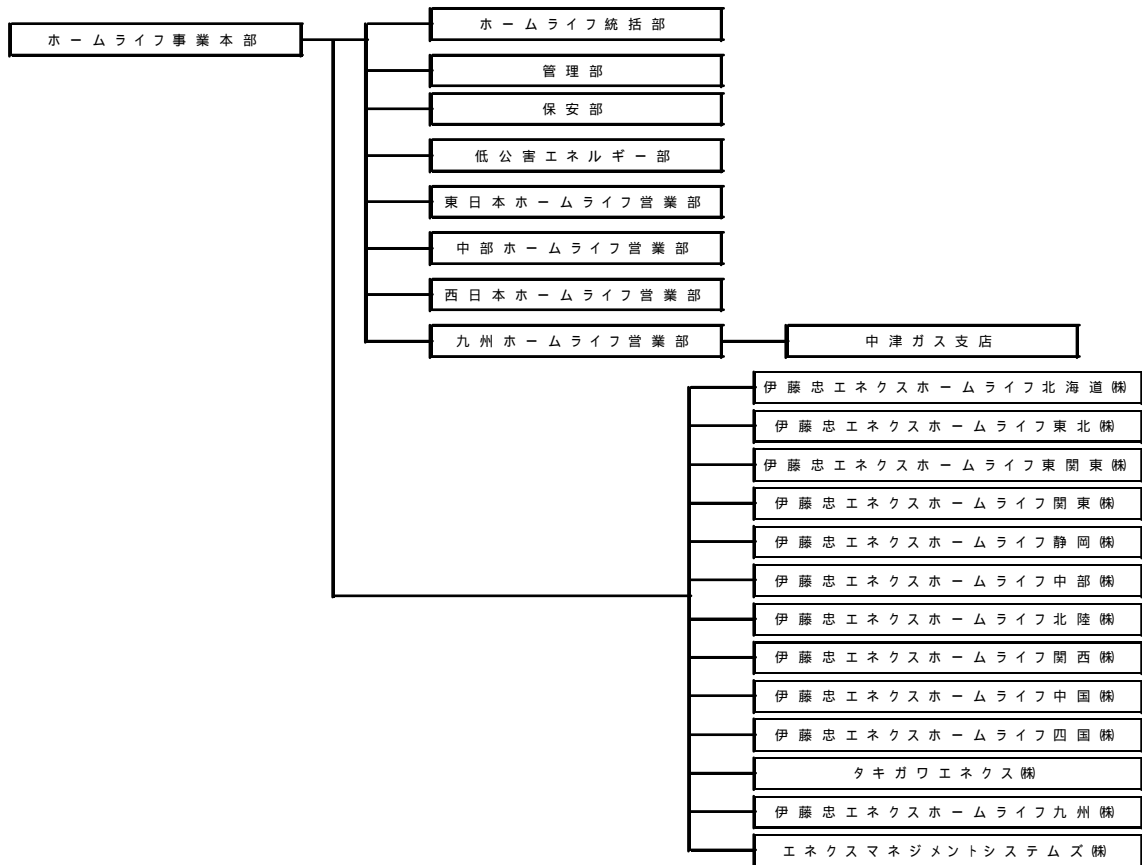 ホームライフ事業本部
ホームライフ統括部
管理部
保安部
低公害エネルギー部
東日本ホームライフ営業部
中部ホームライフ営業部
西日本ホームライフ営業部
九州ホームライフ営業部
中津ガス支店
伊藤忠エネクスホームライフ北海道㈱
伊藤忠エネクスホームライフ東北㈱
伊藤忠エネクスホームライフ東関東㈱
伊藤忠エネクスホームライフ関東㈱
伊藤忠エネクスホームライフ静岡㈱
伊藤忠エネクスホームライフ中部㈱
伊藤忠エネクスホームライフ北陸㈱
伊藤忠エネクスホームライフ関西㈱
伊藤忠エネクスホームライフ中国㈱
伊藤忠エネクスホームライフ四国㈱
タキガワエネクス㈱
伊藤忠エネクスホームライフ九州㈱
エネクスマネジメントシステムズ㈱